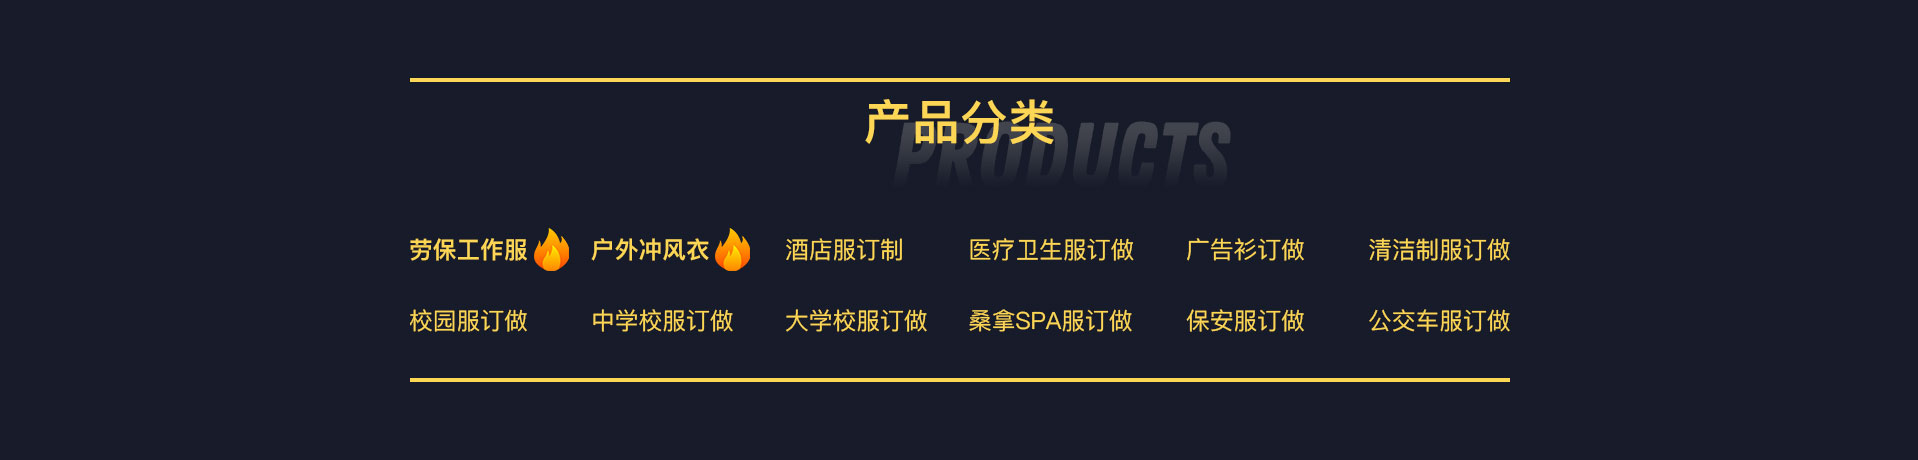 产品分类
PRODUCTS
劳保工作服 户外冲风衣 酒店服订制 医疗卫生服订做 广告衫订做 清洁制服订做
校园服订做 中学校服订做 大学校服订做 桑拿SPA服订做 保安服订做 公交车服订做